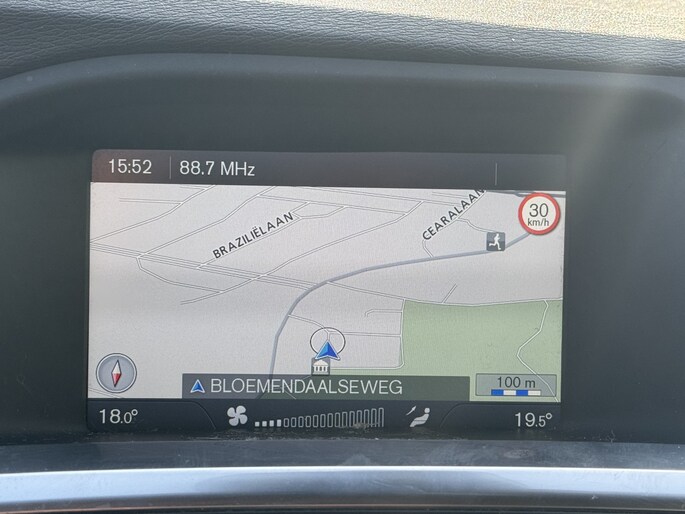 15:52
88.7 MHz
30
km/h
BRAZILIËLAAN
CEARALAAN
BLOEMENDAALSEWEG
100 m
18.0°
19.5°